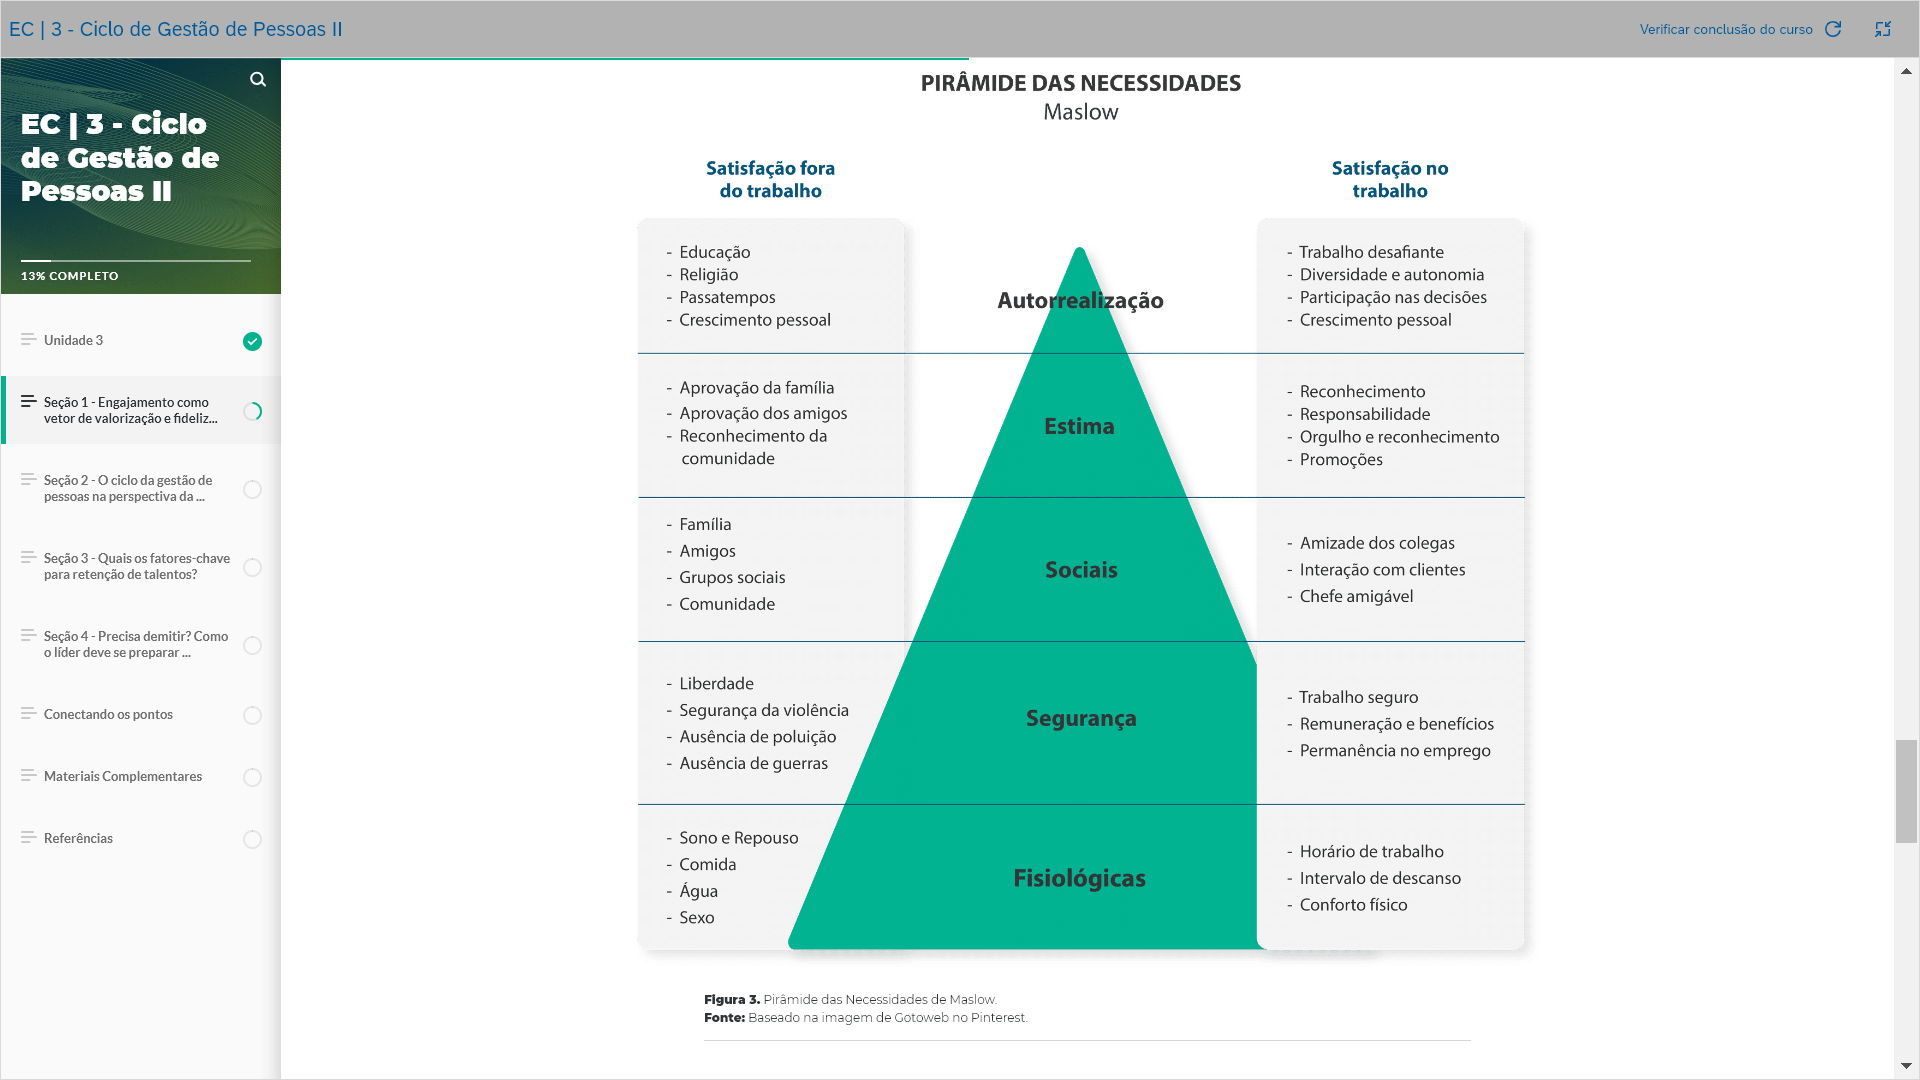 EC | 3 - Ciclo de Gestão de Pessoas II
Verificar conclusão do curso
EC | 3 - Ciclo
de Gestão de
Pessoas II
13% COMPLETO
Unidade 3
Seção 1 - Engajamento como
vetor de valorização e fideliz...
Seção 2 - O ciclo da gestão de
pessoas na perspectiva da ...
Seção 3 - Quais os fatores-chave
para retenção de talentos?
Seção 4 - Precisa demitir? Como
o líder deve se preparar ...
Conectando os pontos
Materiais Complementares
Referências
PIRÂMIDE DAS NECESSIDADES
Maslow
Satisfação fora
do trabalho
Satisfação no
trabalho
- Educação
- Religião
- Passatempos
- Crescimento pessoal
Autorrealização
- Trabalho desafiante
- Diversidade e autonomia
- Participação nas decisões
- Crescimento pessoal
- Aprovação da família
- Aprovação dos amigos
- Reconhecimento da
comunidade
Estima
- Reconhecimento
- Responsabilidade
- Orgulho e reconhecimento
- Promoções
- Família
- Amigos
- Grupos sociais
- Comunidade
Sociais
- Amizade dos colegas
- Interação com clientes
- Chefe amigável
- Liberdade
- Segurança da violência
- Ausência de poluição
- Ausência de guerras
Segurança
- Trabalho seguro
- Remuneração e benefícios
- Permanência no emprego
- Sono e Repouso
- Comida
- Água
- Sexo
Fisiológicas
- Horário de trabalho
- Intervalo de descanso
- Conforto físico
Figura 3. Pirâmide das Necessidades de Maslow.
Fonte: Baseado na imagem de Gotoweb no Pinterest.